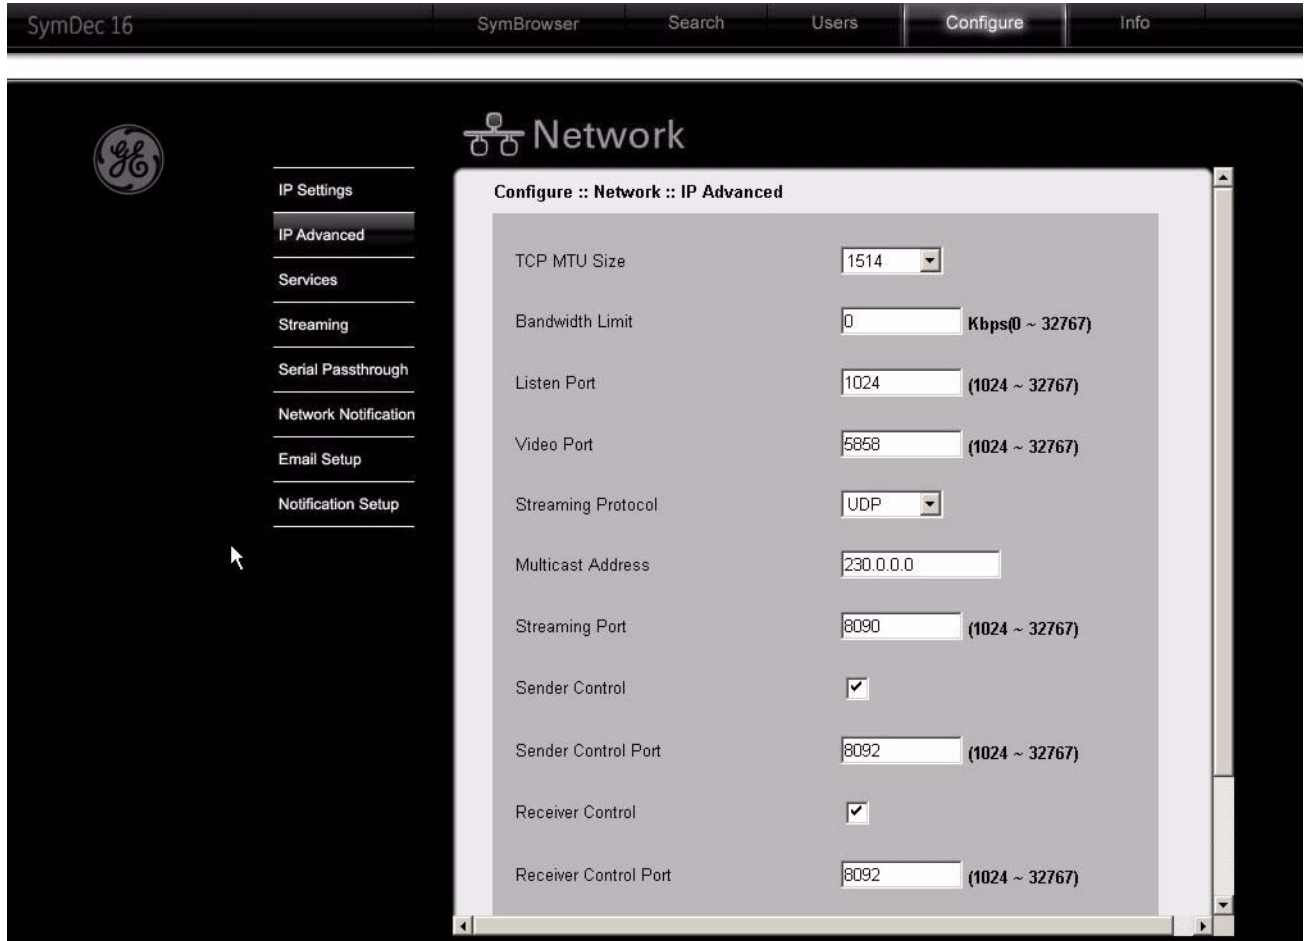 SymDec 16
SymBrowser
Search
Users
Configure
Info
GE
Network
IP Settings
IP Advanced
Services
Streaming
Serial Passthrough
Network Notification
Email Setup
Notification Setup
Configure :: Network :: IP Advanced
TCP MTU Size 1514
Bandwidth Limit 0 Kbps(0 ~ 32767)
Listen Port 1024 (1024 ~ 32767)
Video Port 5858 (1024 ~ 32767)
Streaming Protocol UDP
Multicast Address 230.0.0.0
Streaming Port 8090 (1024 ~ 32767)
Sender Control
Sender Control Port 8092 (1024 ~ 32767)
Receiver Control
Receiver Control Port 8092 (1024 ~ 32767)